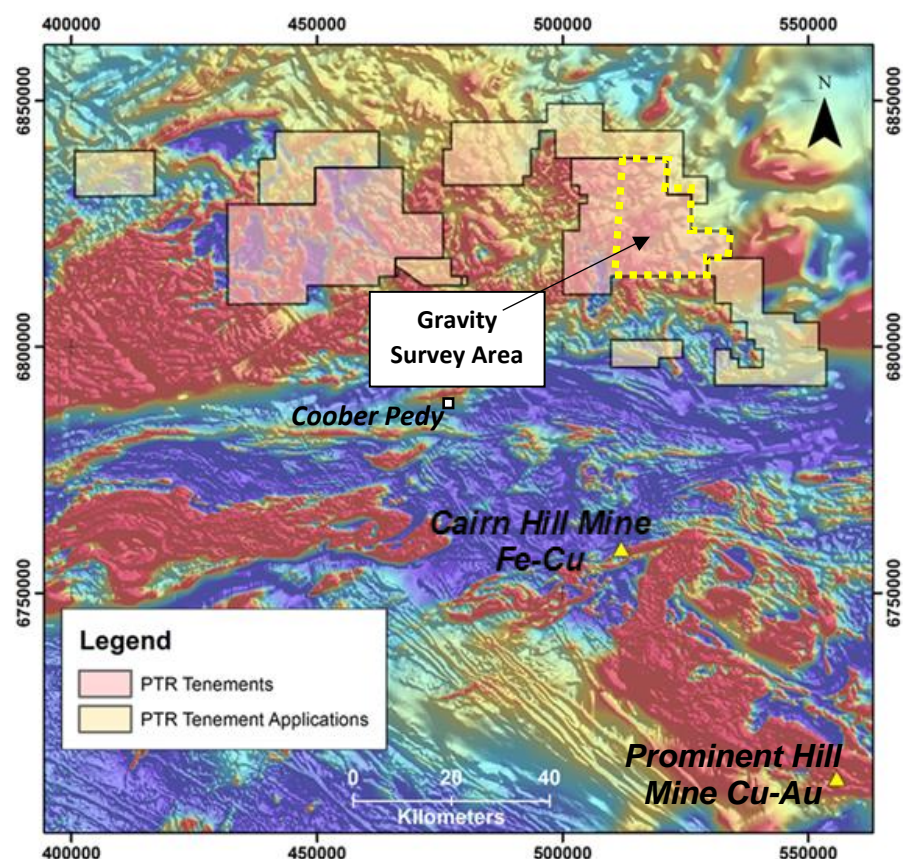 400000 450000 500000 550000
6850000 6850000
N
Gravity
Survey Area
6800000 6800000
Coober Pedy
Cairn Hill Mine
Fe-Cu
6750000 6750000
Legend
PTR Tenements
PTR Tenement Applications
Prominent Hill
Mine Cu-Au
0 20 40
Kilometers
400000 450000 500000 550000